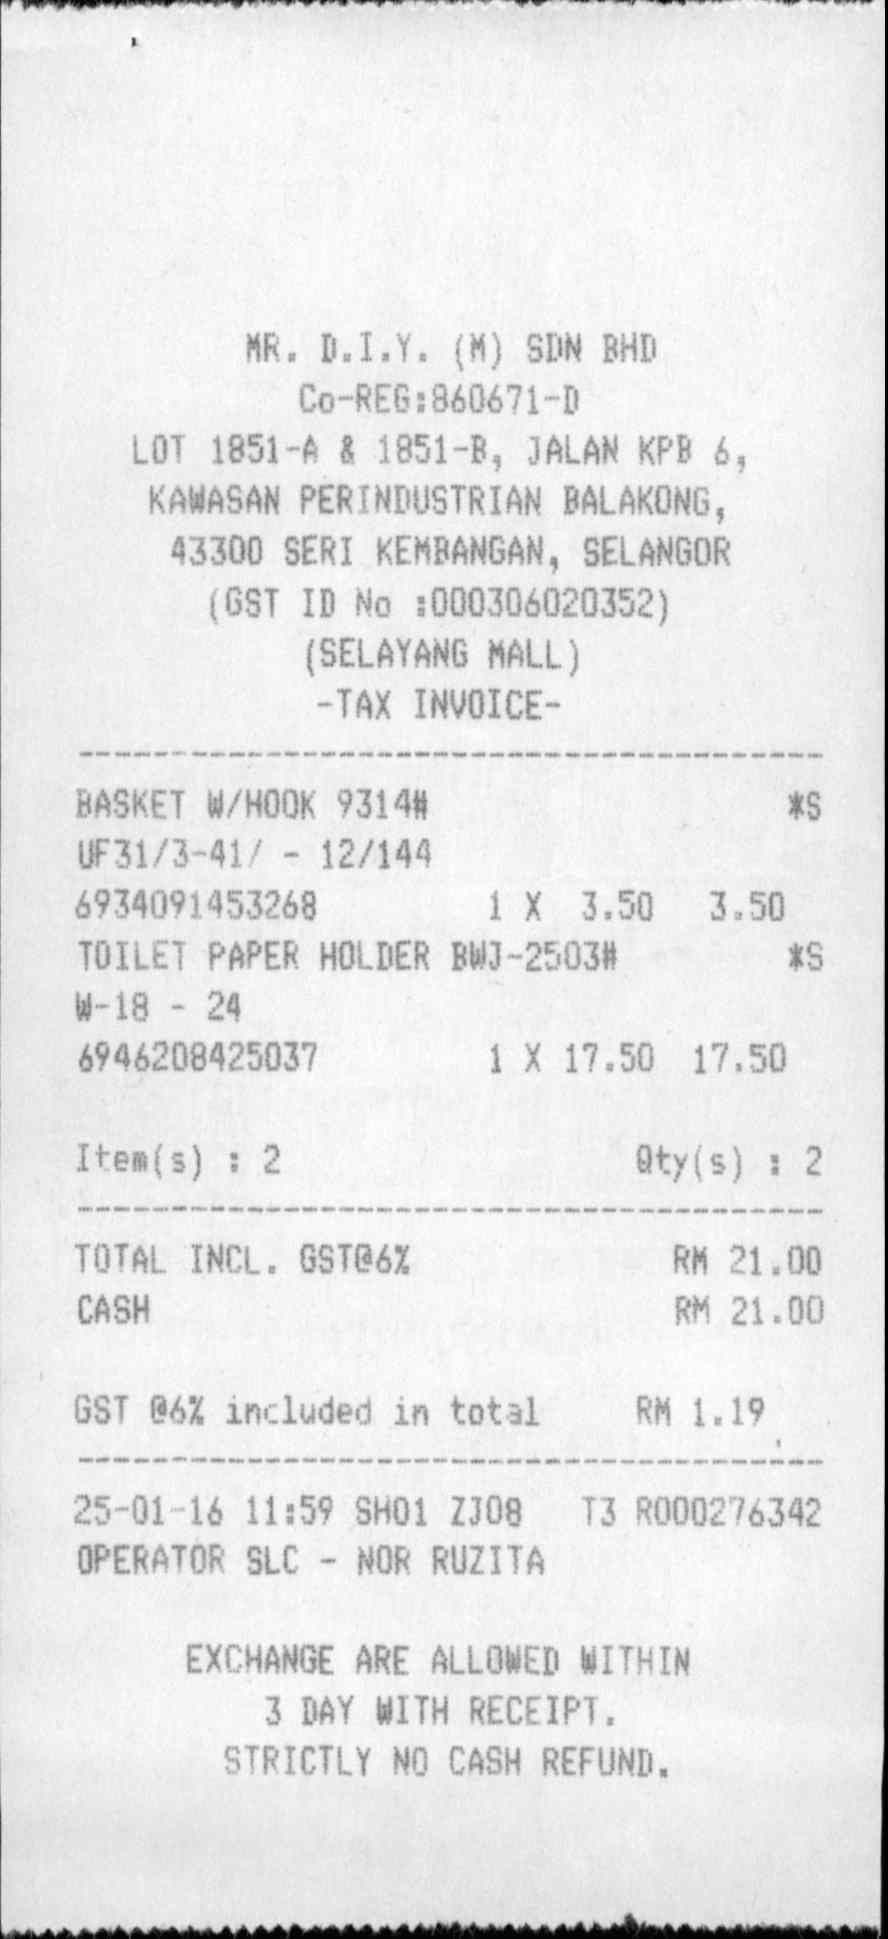 MR. D.I.Y. (M) SDN BHD
Co-REG:860671-D
LOT 1851-A & 1851-B, JALAN KPB 6,
KAWASAN PERINDUSTRIAN BALAKONG,
43300 SERI KEMBANGAN, SELANGOR
(GST ID No :000306020352)
(SELAYANG MALL)
-TAX INVOICE-
BASKET W/HOOK 9314# *S
UF31/3-41/ - 12/144
6934091453268 1 X 3.50 3.50
TOILET PAPER HOLDER BWJ-2503# *S
W-18 - 24
6946208425037 1 X 17.50 17.50
Item(s) : 2 Qty(s) : 2
TOTAL INCL. GST@6% RM 21.00
CASH RM 21.00
GST @6% included in total RM 1.19
25-01-16 11:59 SH01 ZJ08 T3 R000276342
OPERATOR SLC - NOR RUZITA
EXCHANGE ARE ALLOWED WITHIN
3 DAY WITH RECEIPT.
STRICTLY NO CASH REFUND.